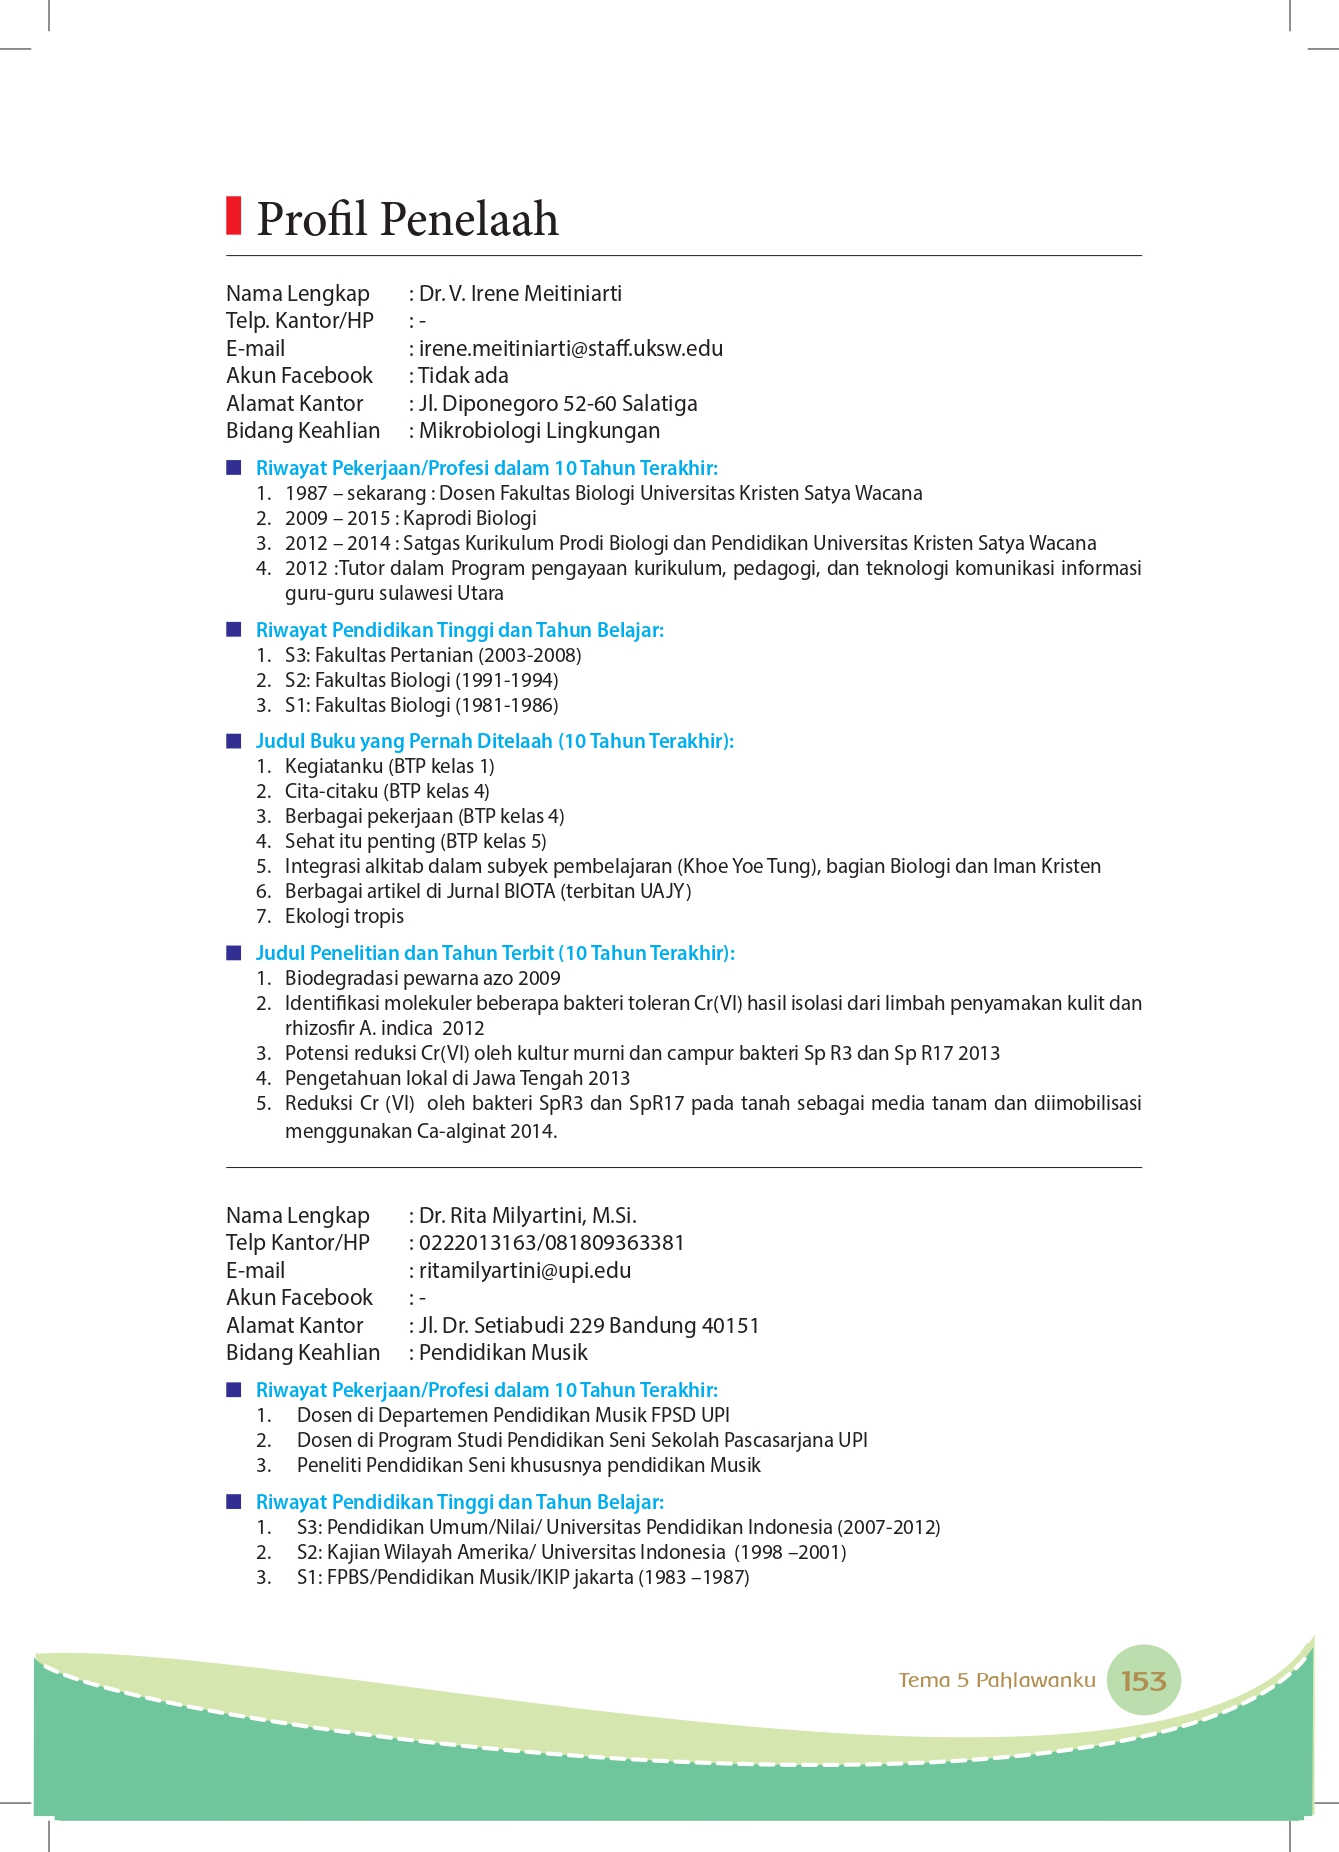 Profil Penelaah
Nama Lengkap : Dr. V. Irene Meitiniarti
Telp. Kantor/HP : -
E-mail : irene.meitiniarti@staff.uksw.edu
Akun Facebook : Tidak ada
Alamat Kantor : Jl. Diponegoro 52-60 Salatiga
Bidang Keahlian : Mikrobiologi Lingkungan
Riwayat Pekerjaan/Profesi dalam 10 Tahun Terakhir:
1. 1987 – sekarang : Dosen Fakultas Biologi Universitas Kristen Satya Wacana
2. 2009 – 2015 : Kaprodi Biologi
3. 2012 – 2014 : Satgas Kurikulum Prodi Biologi dan Pendidikan Universitas Kristen Satya Wacana
4. 2012 :Tutor dalam Program pengayaan kurikulum, pedagogi, dan teknologi komunikasi informasi
guru-guru sulawesi Utara
Riwayat Pendidikan Tinggi dan Tahun Belajar:
1. S3: Fakultas Pertanian (2003-2008)
2. S2: Fakultas Biologi (1991-1994)
3. S1: Fakultas Biologi (1981-1986)
Judul Buku yang Pernah Ditelaah (10 Tahun Terakhir):
1. Kegiatanku (BTP kelas 1)
2. Cita-citaku (BTP kelas 4)
3. Berbagai pekerjaan (BTP kelas 4)
4. Sehat itu penting (BTP kelas 5)
5. Integrasi alkitab dalam subyek pembelajaran (Khoe Yoe Tung), bagian Biologi dan Iman Kristen
6. Berbagai artikel di Jurnal BIOTA (terbitan UAJY)
7. Ekologi tropis
Judul Penelitian dan Tahun Terbit (10 Tahun Terakhir):
1. Biodegradasi pewarna azo 2009
2. Identifikasi molekuler beberapa bakteri toleran Cr(VI) hasil isolasi dari limbah penyamakan kulit dan
rhizosfir A. indica 2012
3. Potensi reduksi Cr(VI) oleh kultur murni dan campur bakteri Sp R3 dan Sp R17 2013
4. Pengetahuan lokal di Jawa Tengah 2013
5. Reduksi Cr (VI) oleh bakteri SpR3 dan SpR17 pada tanah sebagai media tanam dan diimobilisasi
menggunakan Ca-alginat 2014.
Nama Lengkap : Dr. Rita Milyartini, M.Si.
Telp Kantor/HP : 0222013163/081809363381
E-mail : ritamilyartini@upi.edu
Akun Facebook : -
Alamat Kantor : Jl. Dr. Setiabudi 229 Bandung 40151
Bidang Keahlian : Pendidikan Musik
Riwayat Pekerjaan/Profesi dalam 10 Tahun Terakhir:
1. Dosen di Departemen Pendidikan Musik FPSD UPI
2. Dosen di Program Studi Pendidikan Seni Sekolah Pascasarjana UPI
3. Peneliti Pendidikan Seni khususnya pendidikan Musik
Riwayat Pendidikan Tinggi dan Tahun Belajar:
1. S3: Pendidikan Umum/Nilai/ Universitas Pendidikan Indonesia (2007-2012)
2. S2: Kajian Wilayah Amerika/ Universitas Indonesia (1998 –2001)
3. S1: FPBS/Pendidikan Musik/IKIP jakarta (1983 –1987)
Tema 5 Pahlawanku 153